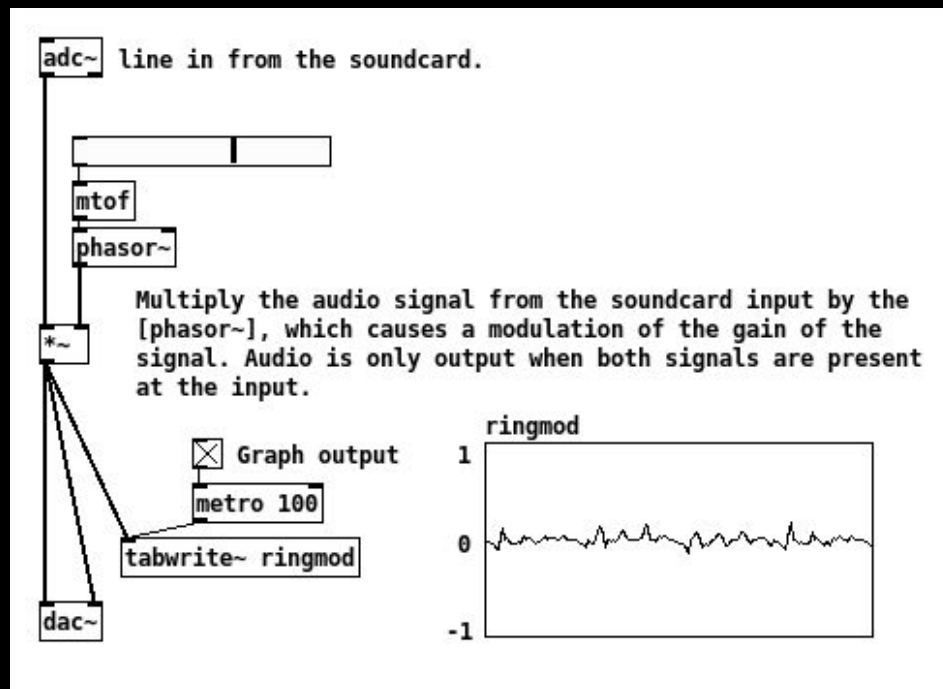 adc~ line in from the soundcard.
mtof
phasor~
Multiply the audio signal from the soundcard input by the
[phasor~], which causes a modulation of the gain of the
signal. Audio is only output when both signals are present
at the input.
*~
ringmod
Graph output
metro 100
tabwrite~ ringmod
1
0
-1
dac~